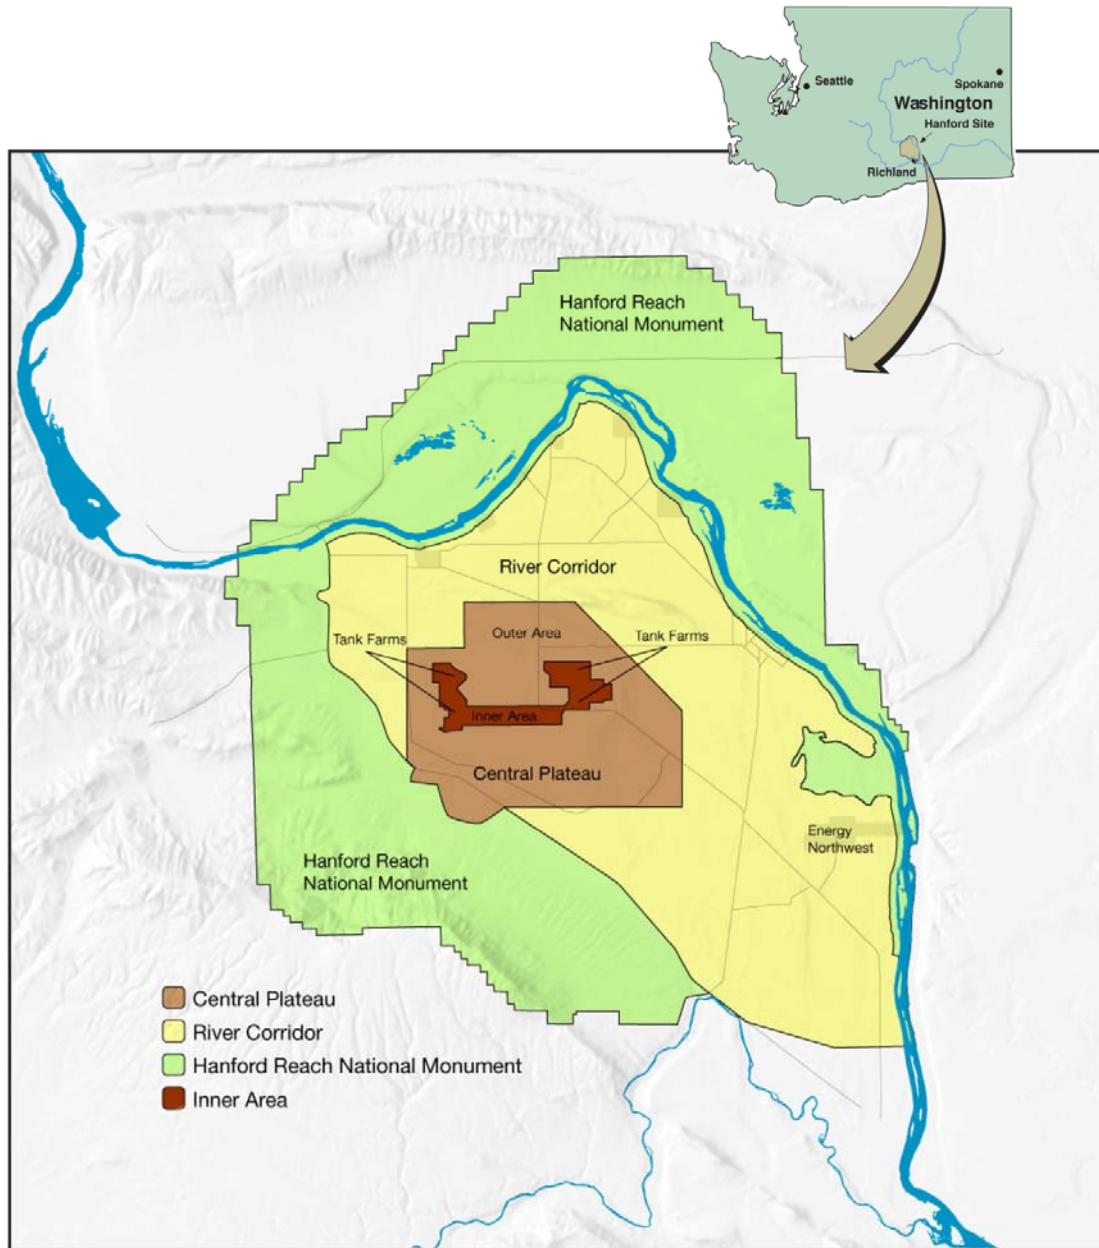 Seattle
Spokane
Washington
Hanford Site
Richland
Hanford Reach
National Monument
River Corridor
Outer Area
Tank Farms
Tank Farms
Inner Area
Central Plateau
Energy
Northwest
Hanford Reach
National Monument
Central Plateau
River Corridor
Hanford Reach National Monument
Inner Area